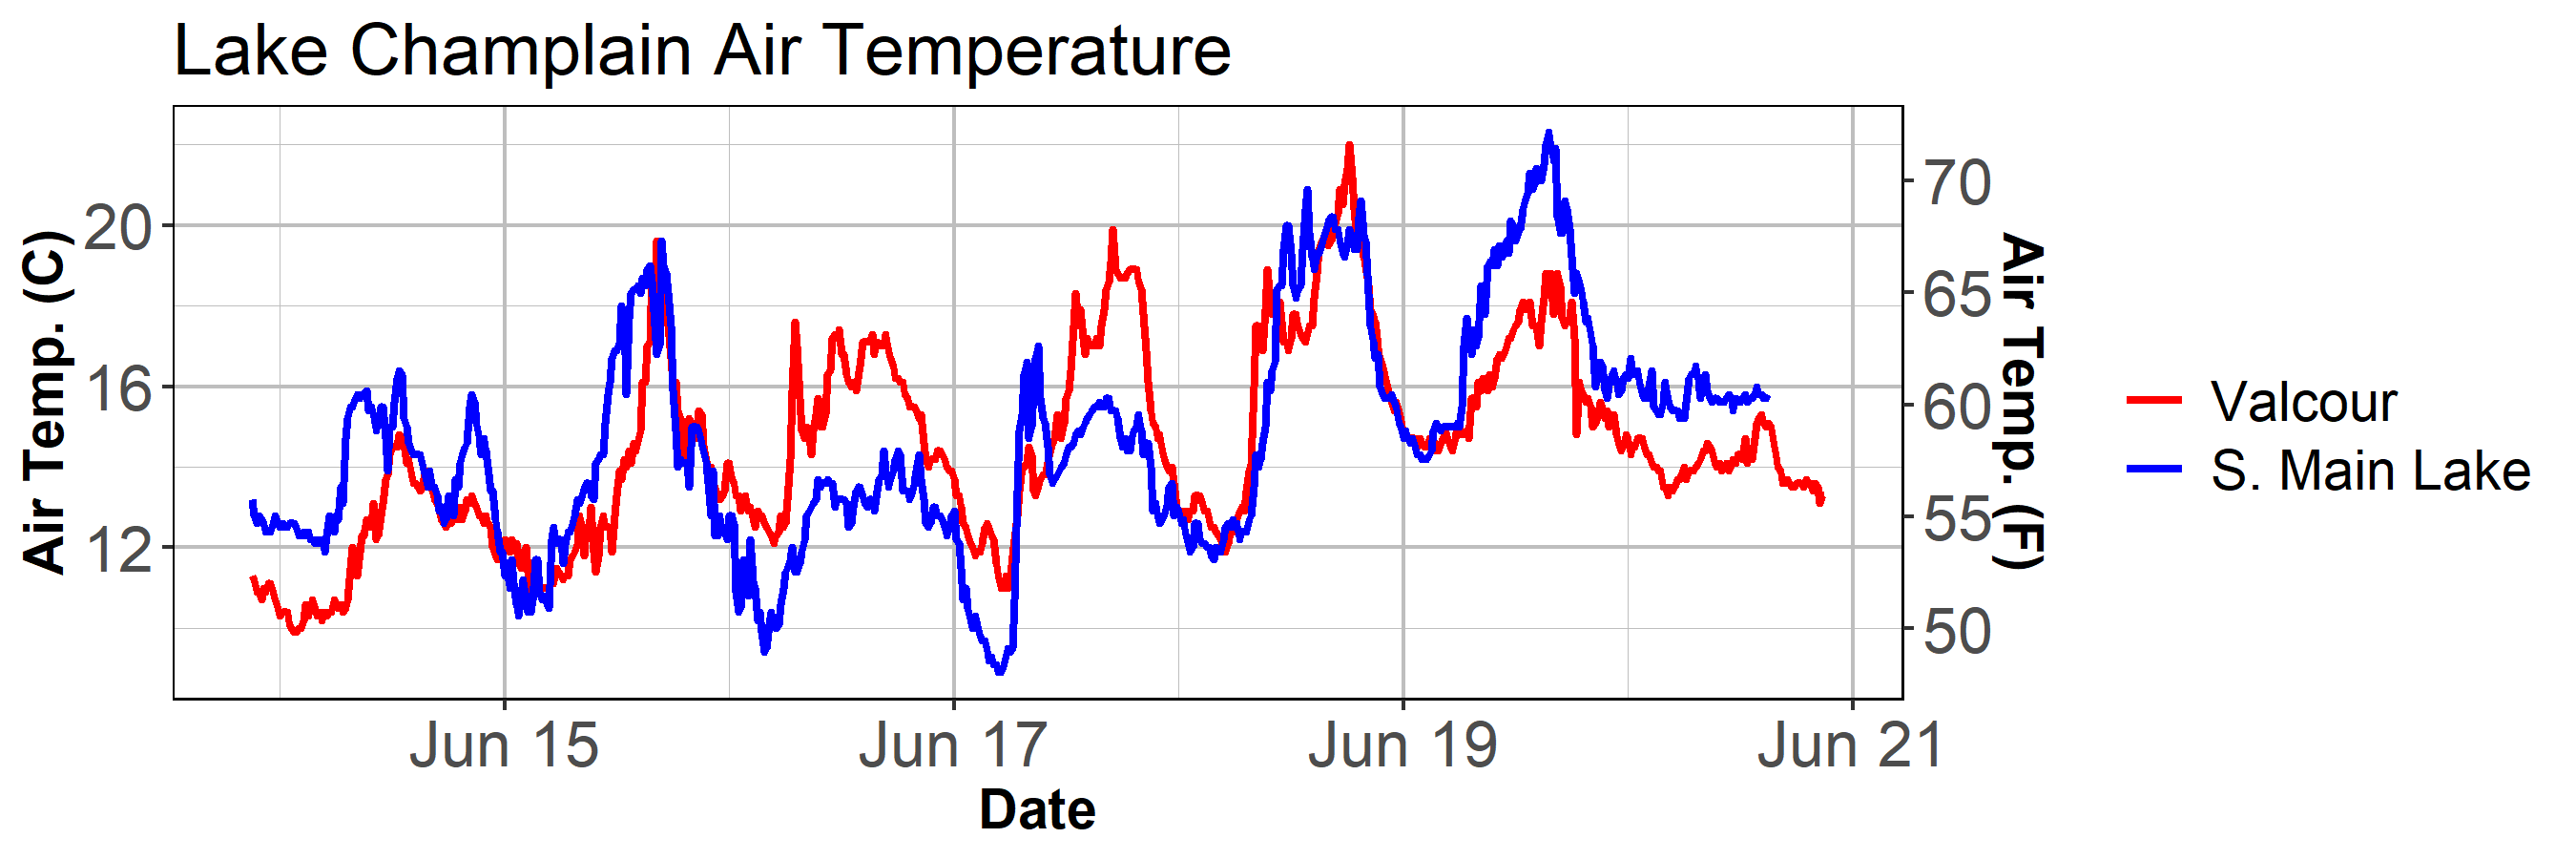 Lake Champlain Air Temperature
Air Temp. (C)
20
16
12
70
65
60
55
50
Air Temp. (F)
Jun 15
Jun 17
Jun 19
Jun 21
Date
Valcour
S. Main Lake